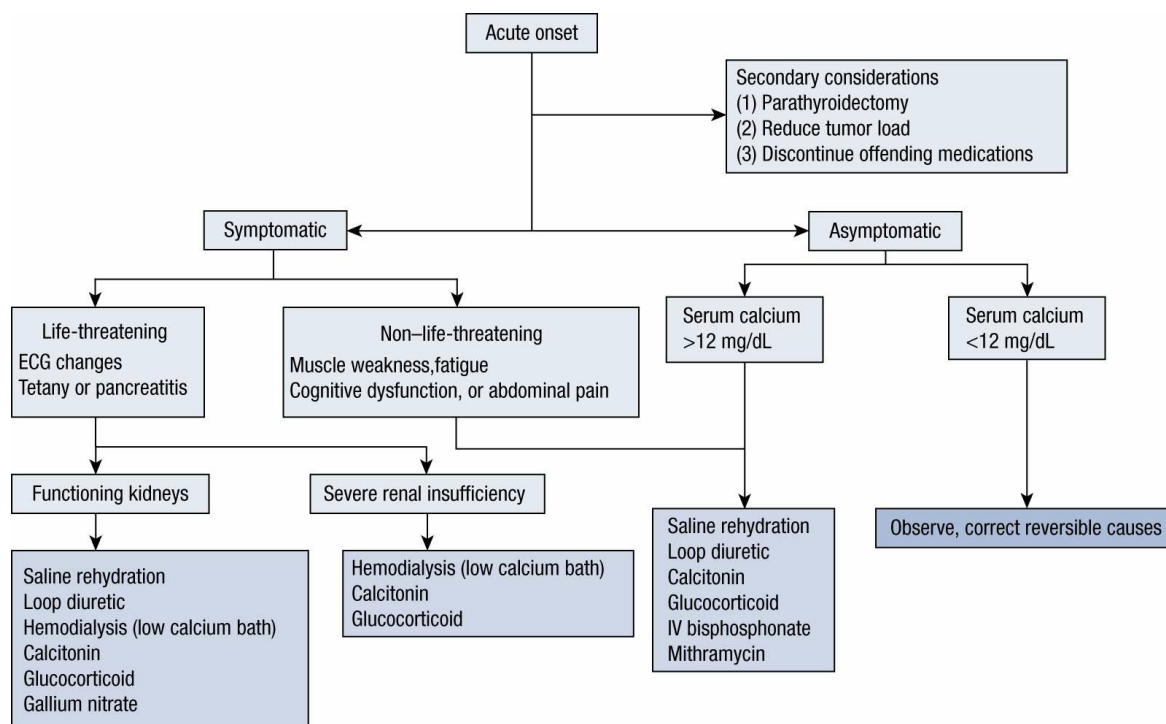 Acute onset
Secondary considerations
(1) Parathyroidectomy
(2) Reduce tumor load
(3) Discontinue offending medications
Symptomatic
Asymptomatic
Life-threatening
ECG changes
Tetany or pancreatitis
Non–life-threatening
Muscle weakness,fatigue
Cognitive dysfunction, or abdominal pain
Serum calcium
>12 mg/dL
Serum calcium
<12 mg/dL
Functioning kidneys
Severe renal insufficiency
Saline rehydration
Loop diuretic
Hemodialysis (low calcium bath)
Calcitonin
Glucocorticoid
Gallium nitrate
Hemodialysis (low calcium bath)
Calcitonin
Glucocorticoid
Saline rehydration
Loop diuretic
Calcitonin
Glucocorticoid
IV bisphosphonate
Mithramycin
Observe, correct reversible causes